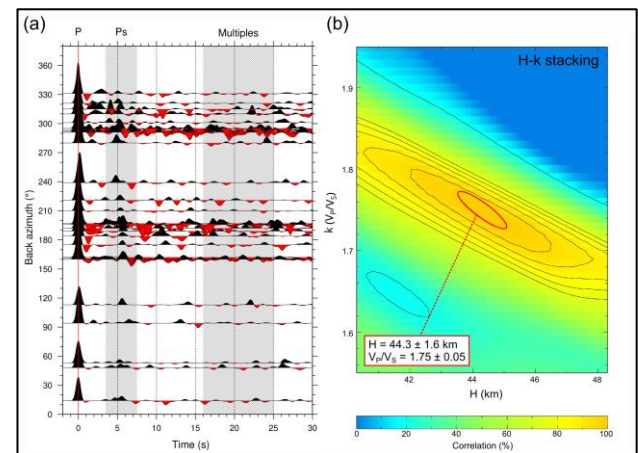 (a)
P
Ps
Multiples
360
330
300
270
240
210
180
150
120
90
60
30
0
Back azimuth (°)
0
5
10
15
20
25
30
Time (s)
(b)
H-k stacking
1.9
1.8
1.7
1.6
k (VP/VS)
H = 44.3 ± 1.6 km
VP/VS = 1.75 ± 0.05
42
44
46
48
H (km)
0
20
40
60
80
100
Correlation (%)